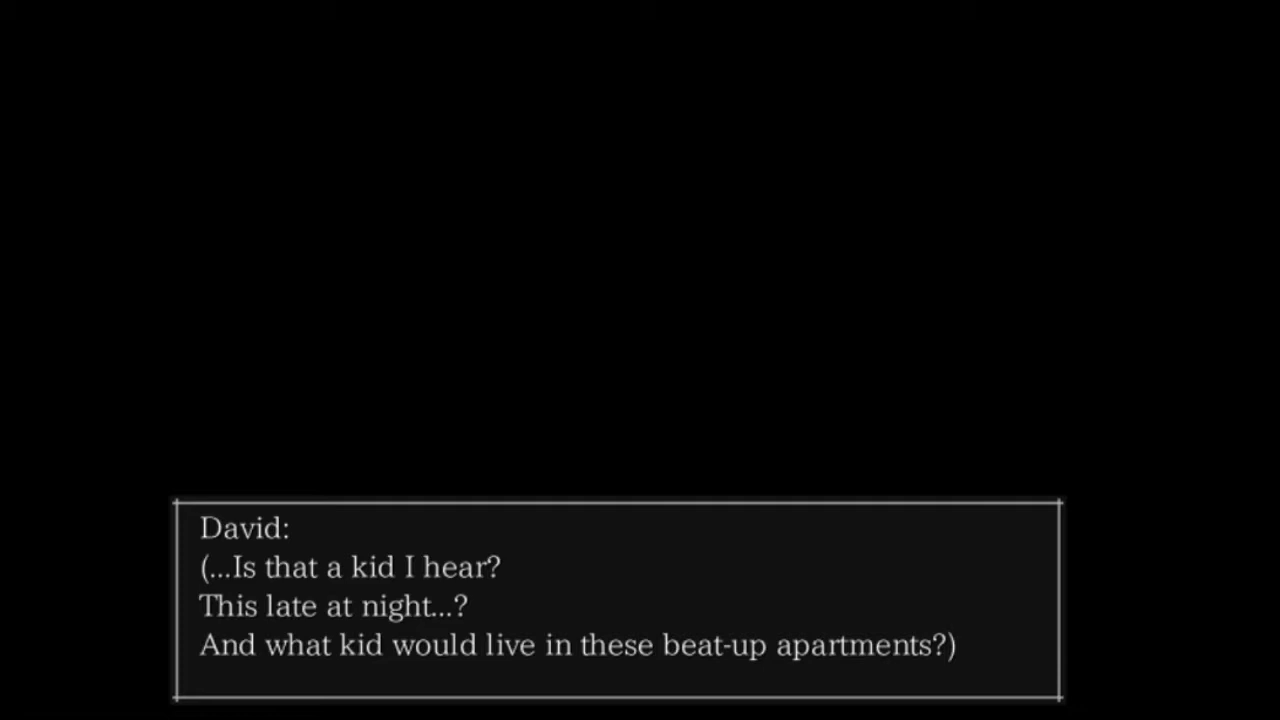 David:
(...Is that a kid I hear?
This late at night...?
And what kid would live in these beat-up apartments?)